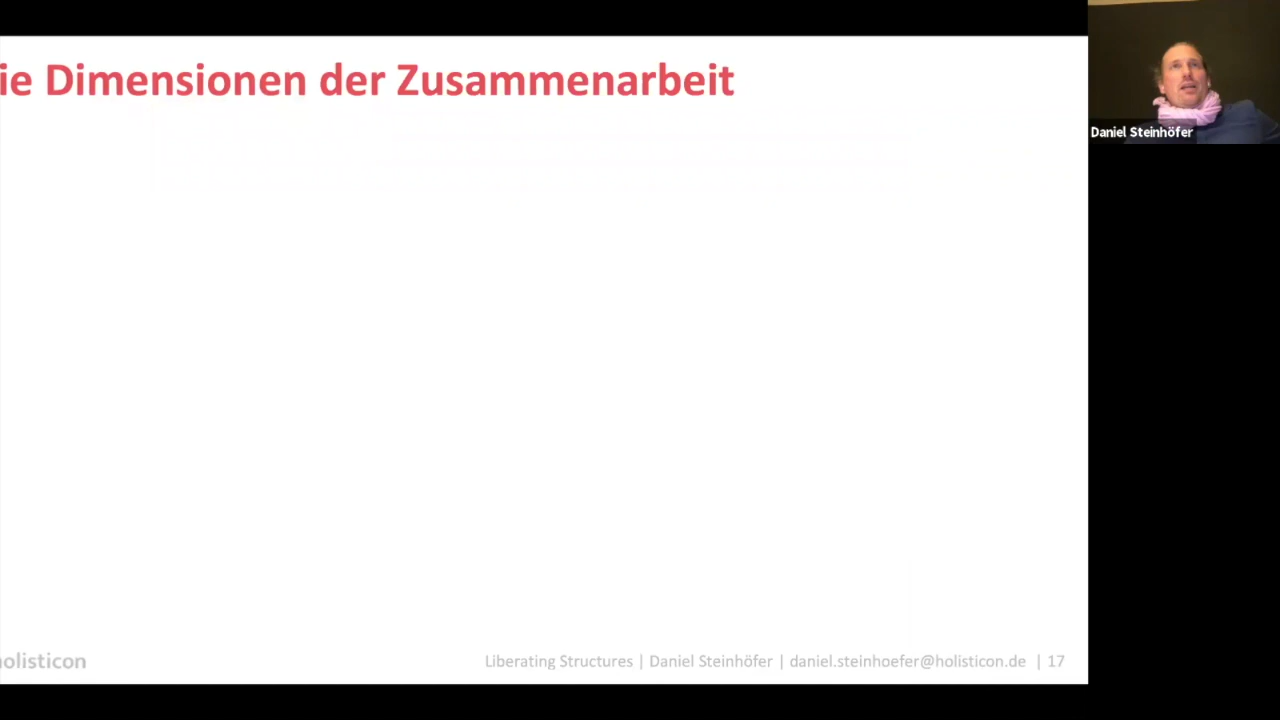 ie Dimensionen der Zusammenarbeit
Daniel Steinhöfer
olisticon
Liberating Structures | Daniel Steinhöfer | daniel.steinhoefer@holisticon.de | 17